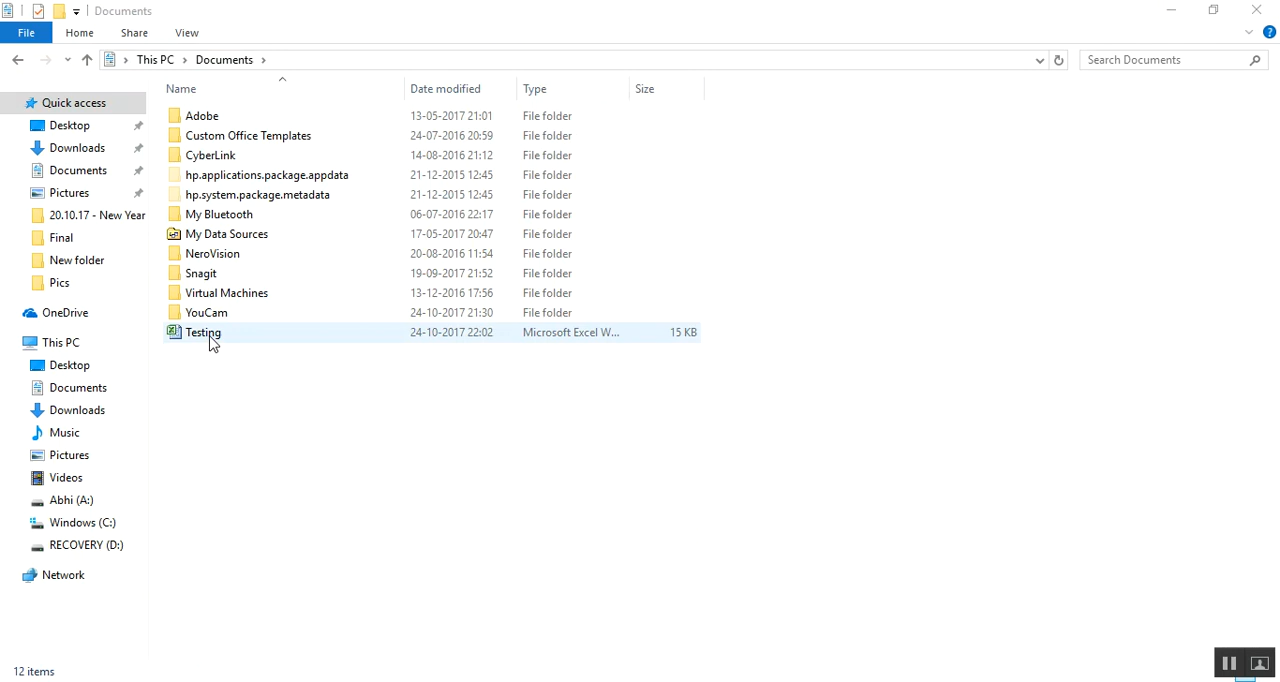 Documents
File Home Share View
This PC Documents Search Documents
Name Date modified Type Size
Quick access
Desktop
Downloads
Documents
Pictures
20.10.17 - New Year
Final
New folder
Pics
OneDrive
This PC
Desktop
Documents
Downloads
Music
Pictures
Videos
Abhi (A:)
Windows (C:)
RECOVERY (D:)
Network
Adobe 13-05-2017 21:01 File folder
Custom Office Templates 24-07-2016 20:59 File folder
CyberLink 14-08-2016 21:12 File folder
hp.applications.package.appdata 21-12-2015 12:45 File folder
hp.system.package.metadata 21-12-2015 12:45 File folder
My Bluetooth 06-07-2016 22:17 File folder
My Data Sources 17-05-2017 20:47 File folder
NeroVision 20-08-2016 11:54 File folder
Snagit 19-09-2017 21:52 File folder
Virtual Machines 13-12-2016 17:56 File folder
YouCam 24-10-2017 21:30 File folder
Testing 24-10-2017 22:02 Microsoft Excel W... 15 KB
12 items